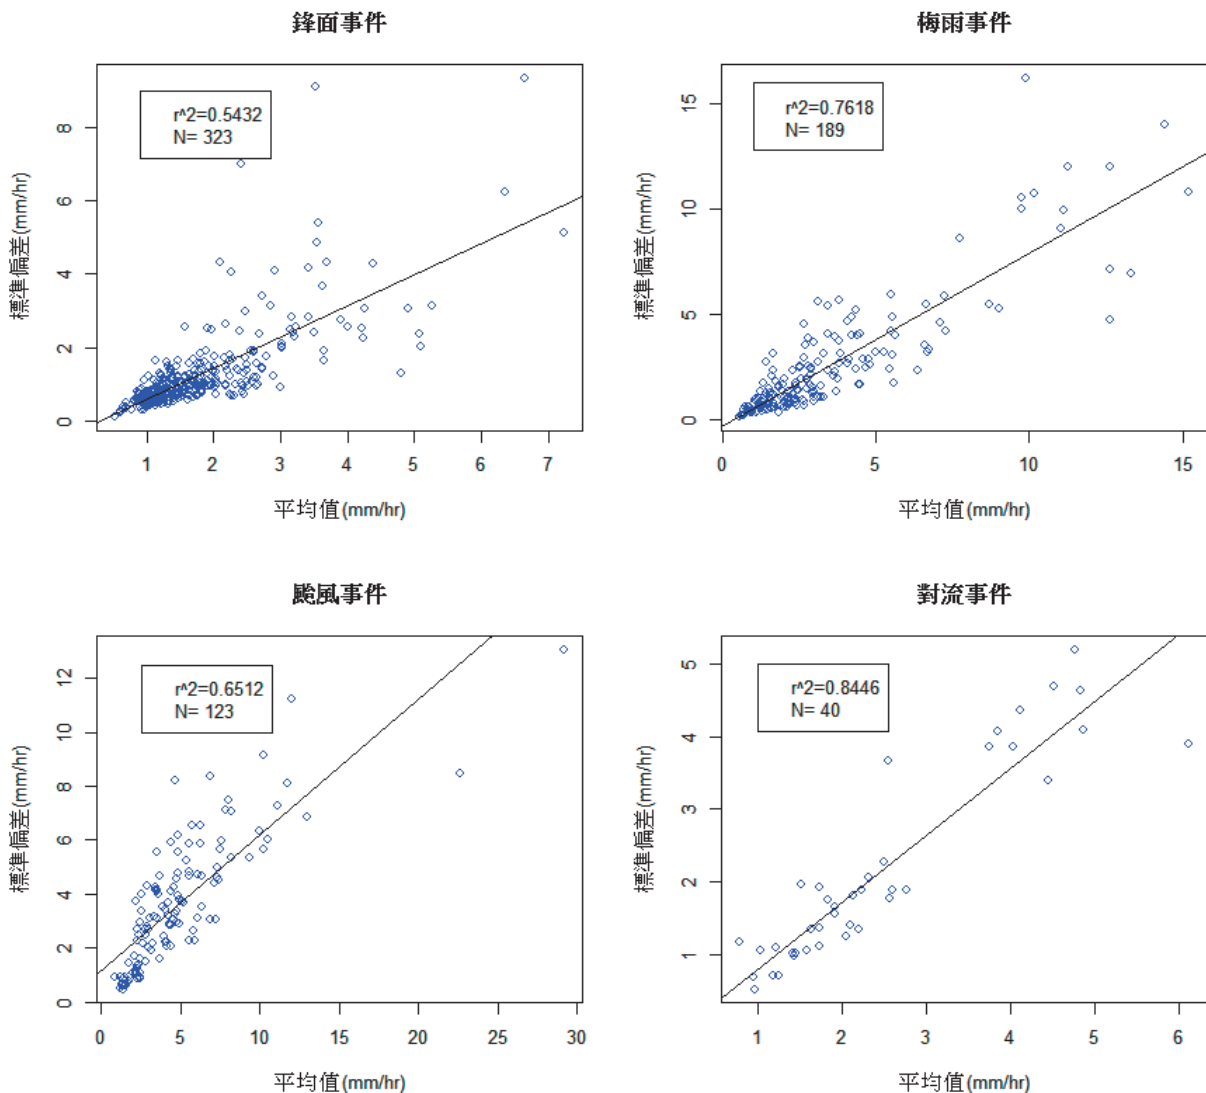 鋒面事件
r^2=0.5432
N= 323
標準偏差(mm/hr)
0
2
4
6
8
1 2 3 4 5 6 7
平均值(mm/hr)
梅雨事件
r^2=0.7618
N= 189
標準偏差(mm/hr)
0
5
10
15
0 5 10 15
平均值(mm/hr)
颱風事件
r^2=0.6512
N= 123
標準偏差(mm/hr)
0
2
4
6
8
10
12
0 5 10 15 20 25 30
平均值(mm/hr)
對流事件
r^2=0.8446
N= 40
標準偏差(mm/hr)
1
2
3
4
5
1 2 3 4 5 6
平均值(mm/hr)